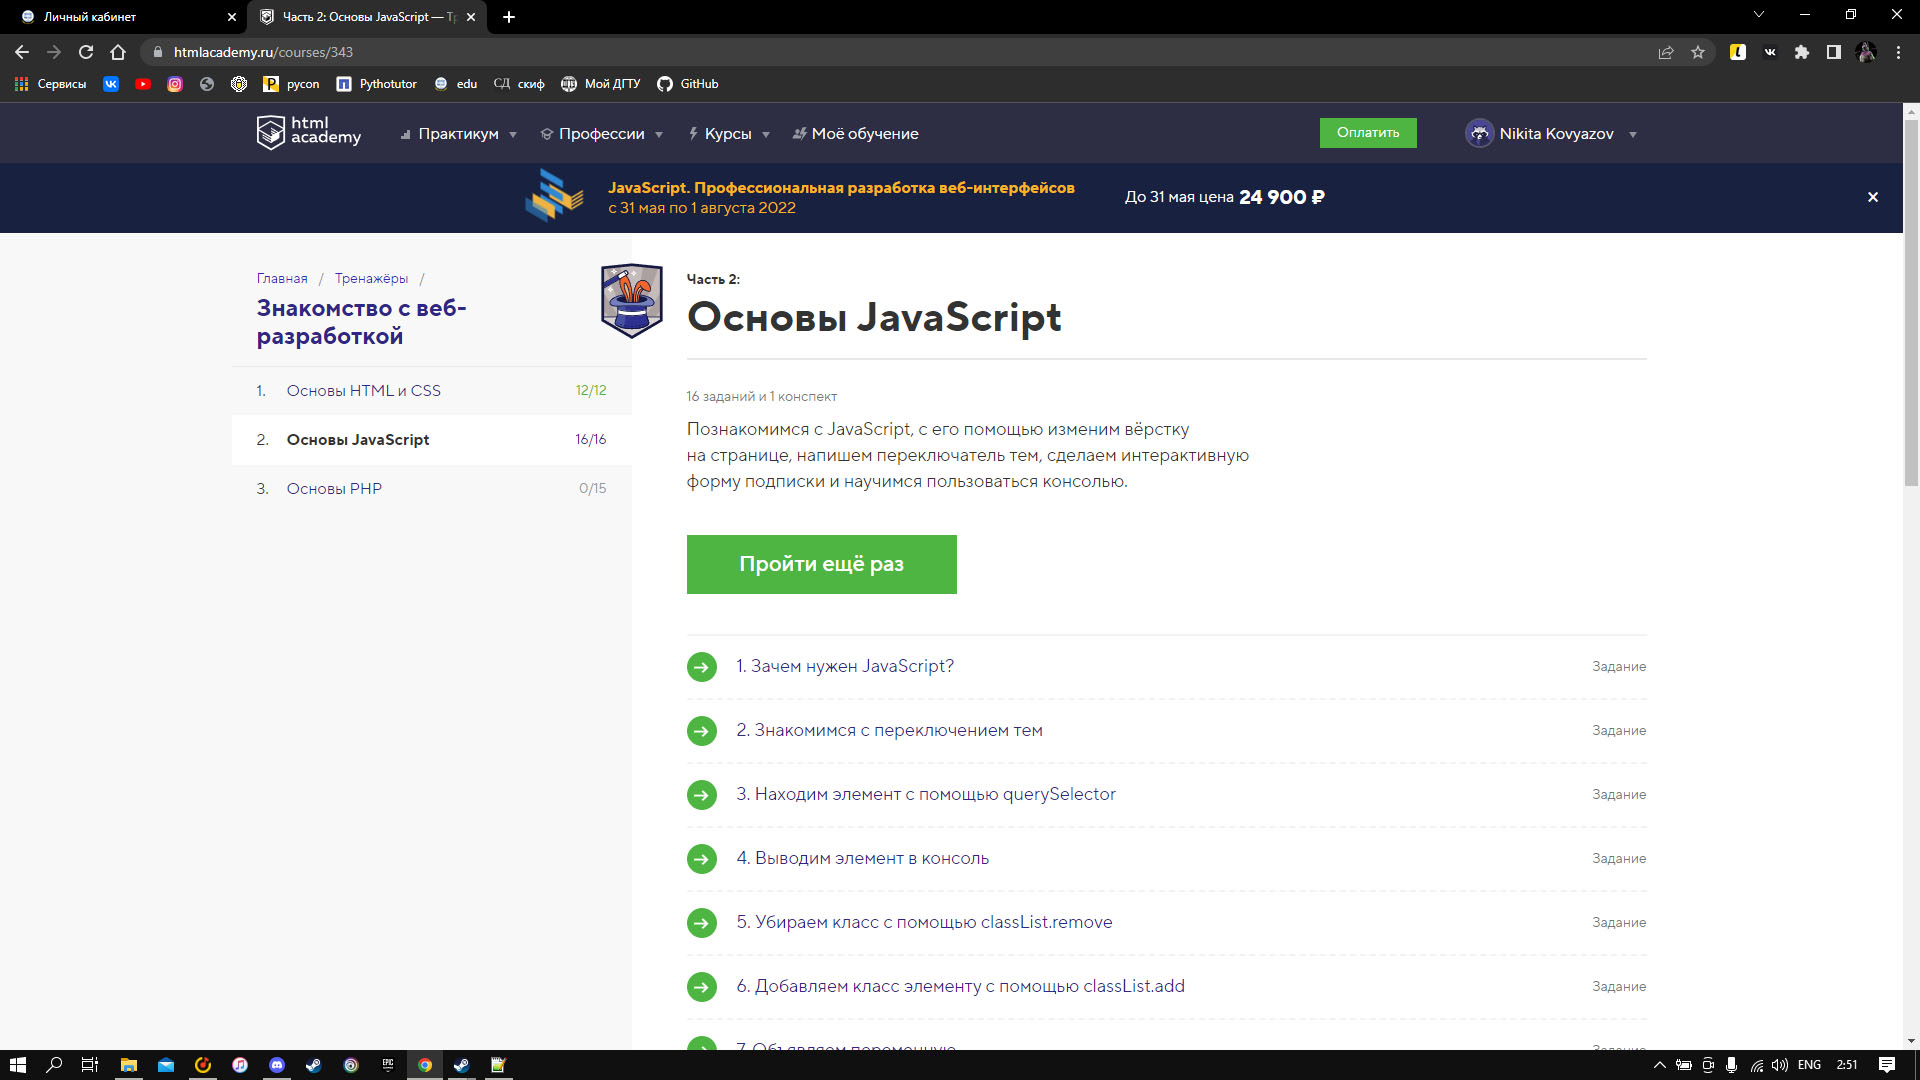 Личный кабинет
Часть 2: Основы JavaScript — Тр
htmlacademy.ru/courses/343
Сервисы
pycon
Pythotutor
edu
СД скиф
Мой ДГТУ
GitHub
html academy
Практикум
Профессии
Курсы
Моё обучение
Оплатить
Nikita Kovyazov
JavaScript. Профессиональная разработка веб-интерфейсов
с 31 мая по 1 августа 2022
До 31 мая цена 24 900 ₽
Главная / Тренажёры /
Знакомство с веб-
разработкой
1. Основы HTML и CSS 12/12
2. Основы JavaScript 16/16
3. Основы PHP 0/15
Часть 2:
Основы JavaScript
16 заданий и 1 конспект
Познакомимся с JavaScript, с его помощью изменим вёрстку
на странице, напишем переключатель тем, сделаем интерактивную
форму подписки и научимся пользоваться консолью.
Пройти ещё раз
1. Зачем нужен JavaScript? Задание
2. Знакомимся с переключением тем Задание
3. Находим элемент с помощью querySelector Задание
4. Выводим элемент в консоль Задание
5. Убираем класс с помощью classList.remove Задание
6. Добавляем класс элементу с помощью classList.add Задание
7. Объявляем переменную Задание
EPIC
ENG
2:51